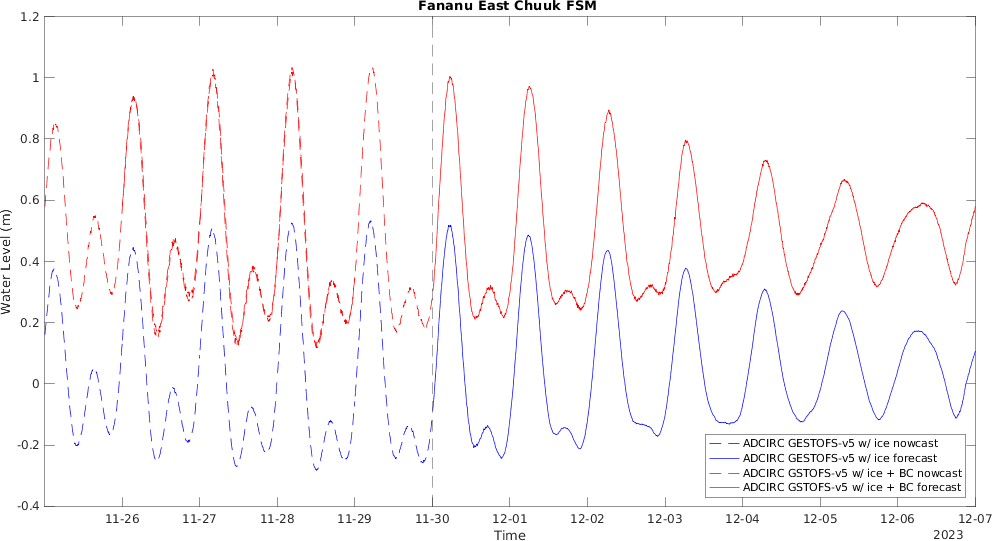 Fananu East Chuuk FSM
1.2
1
0.8
0.6
0.4
0.2
0
-0.2
-0.4
Water Level (m)
ADCIRC GESTOFS-v5 w/ ice nowcast
ADCIRC GESTOFS-v5 w/ ice forecast
ADCIRC GSTOFS-v5 w/ ice + BC nowcast
ADCIRC GSTOFS-v5 w/ ice + BC forecast
11-26 11-27 11-28 11-29 11-30 12-01 12-02 12-03 12-04 12-05 12-06 12-07
Time
2023